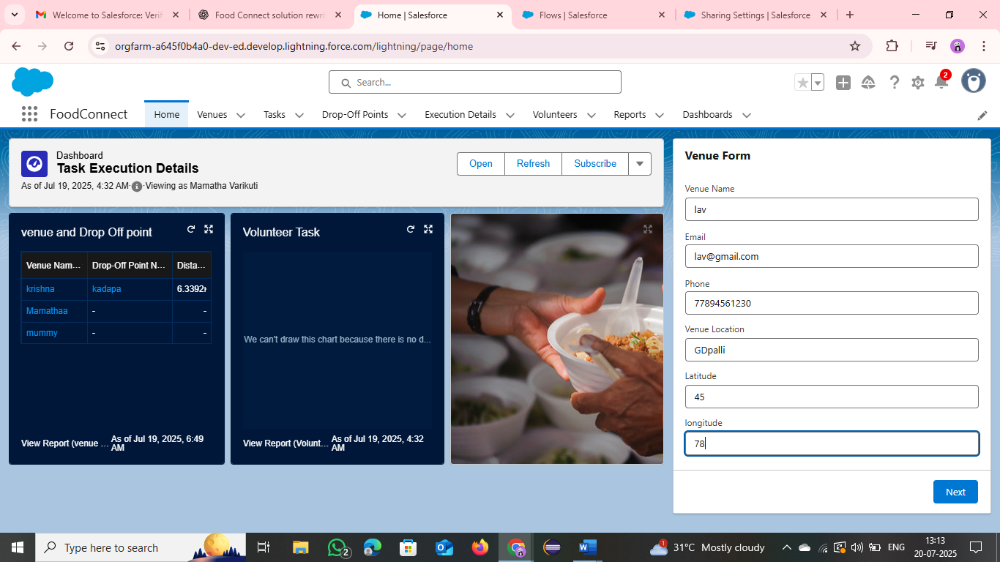 Welcome to Salesforce: Verif
Food Connect solution rewri
Home | Salesforce
Flows | Salesforce
Sharing Settings | Salesforce
orgfarm-a645f0b4a0-dev-ed.develop.lightning.force.com/lightning/page/home
Search...
2
FoodConnect
Home
Venues
Tasks
Drop-Off Points
Execution Details
Volunteers
Reports
Dashboards
Dashboard
Task Execution Details
As of Jul 19, 2025, 4:32 AM·Viewing as Mamatha Varikuti
Open
Refresh
Subscribe
venue and Drop Off point
Venue Nam... Drop-Off Point N... Dista...
krishna kadapa 6.3392
Mamathaa - -
mummy - -
View Report (venue ... As of Jul 19, 2025, 6:49 AM
Volunteer Task
We can't draw this chart because there is no d...
View Report (Volunt... As of Jul 19, 2025, 4:32 AM
Venue Form
Venue Name
lav
Email
lav@gmail.com
Phone
77894561230
Venue Location
GDpalli
Latitude
45
longitude
78
Next
Type here to search
2
1
31°C Mostly cloudy
ENG
13:13
20-07-2025